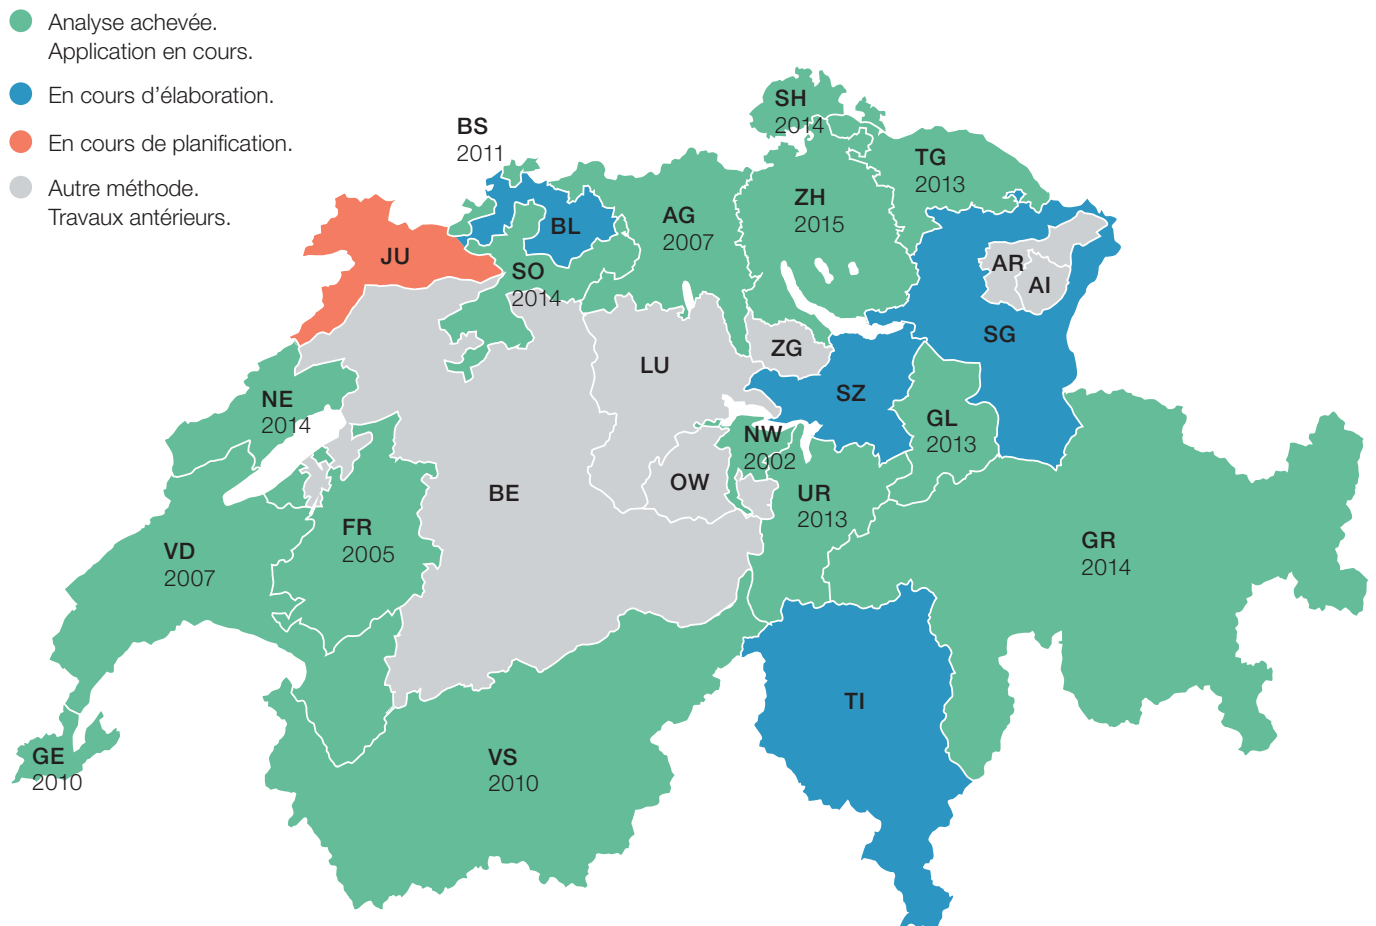 Analyse achevée.
Application en cours.
En cours d'élaboration.
En cours de planification.
Autre méthode.
Travaux antérieurs.
SH
2014
BS
2011
TG
2013
ZH
2015
AG
2007
BL
JU
SO
2014
AR
AI
SG
ZG
LU
SZ
NE
2014
GL
2013
NW
2002
OW
BE
UR
2013
FR
2005
VD
2007
GR
2014
TI
GE
2010
VS
2010